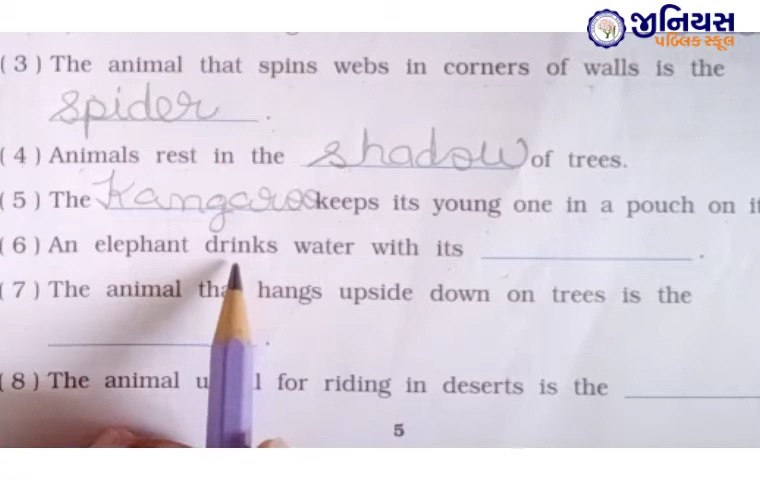 જીનિયસ
પબ્લિક સ્કૂલ
( 3 ) The animal that spins webs in corners of walls is the
spider .
( 4 ) Animals rest in the shadow of trees.
( 5 ) The Kangaroo keeps its young one in a pouch on
( 6 ) An elephant drinks water with its .
( 7 ) The animal hangs upside down on trees is the
.
( 8 ) The animal for riding in deserts is the
5